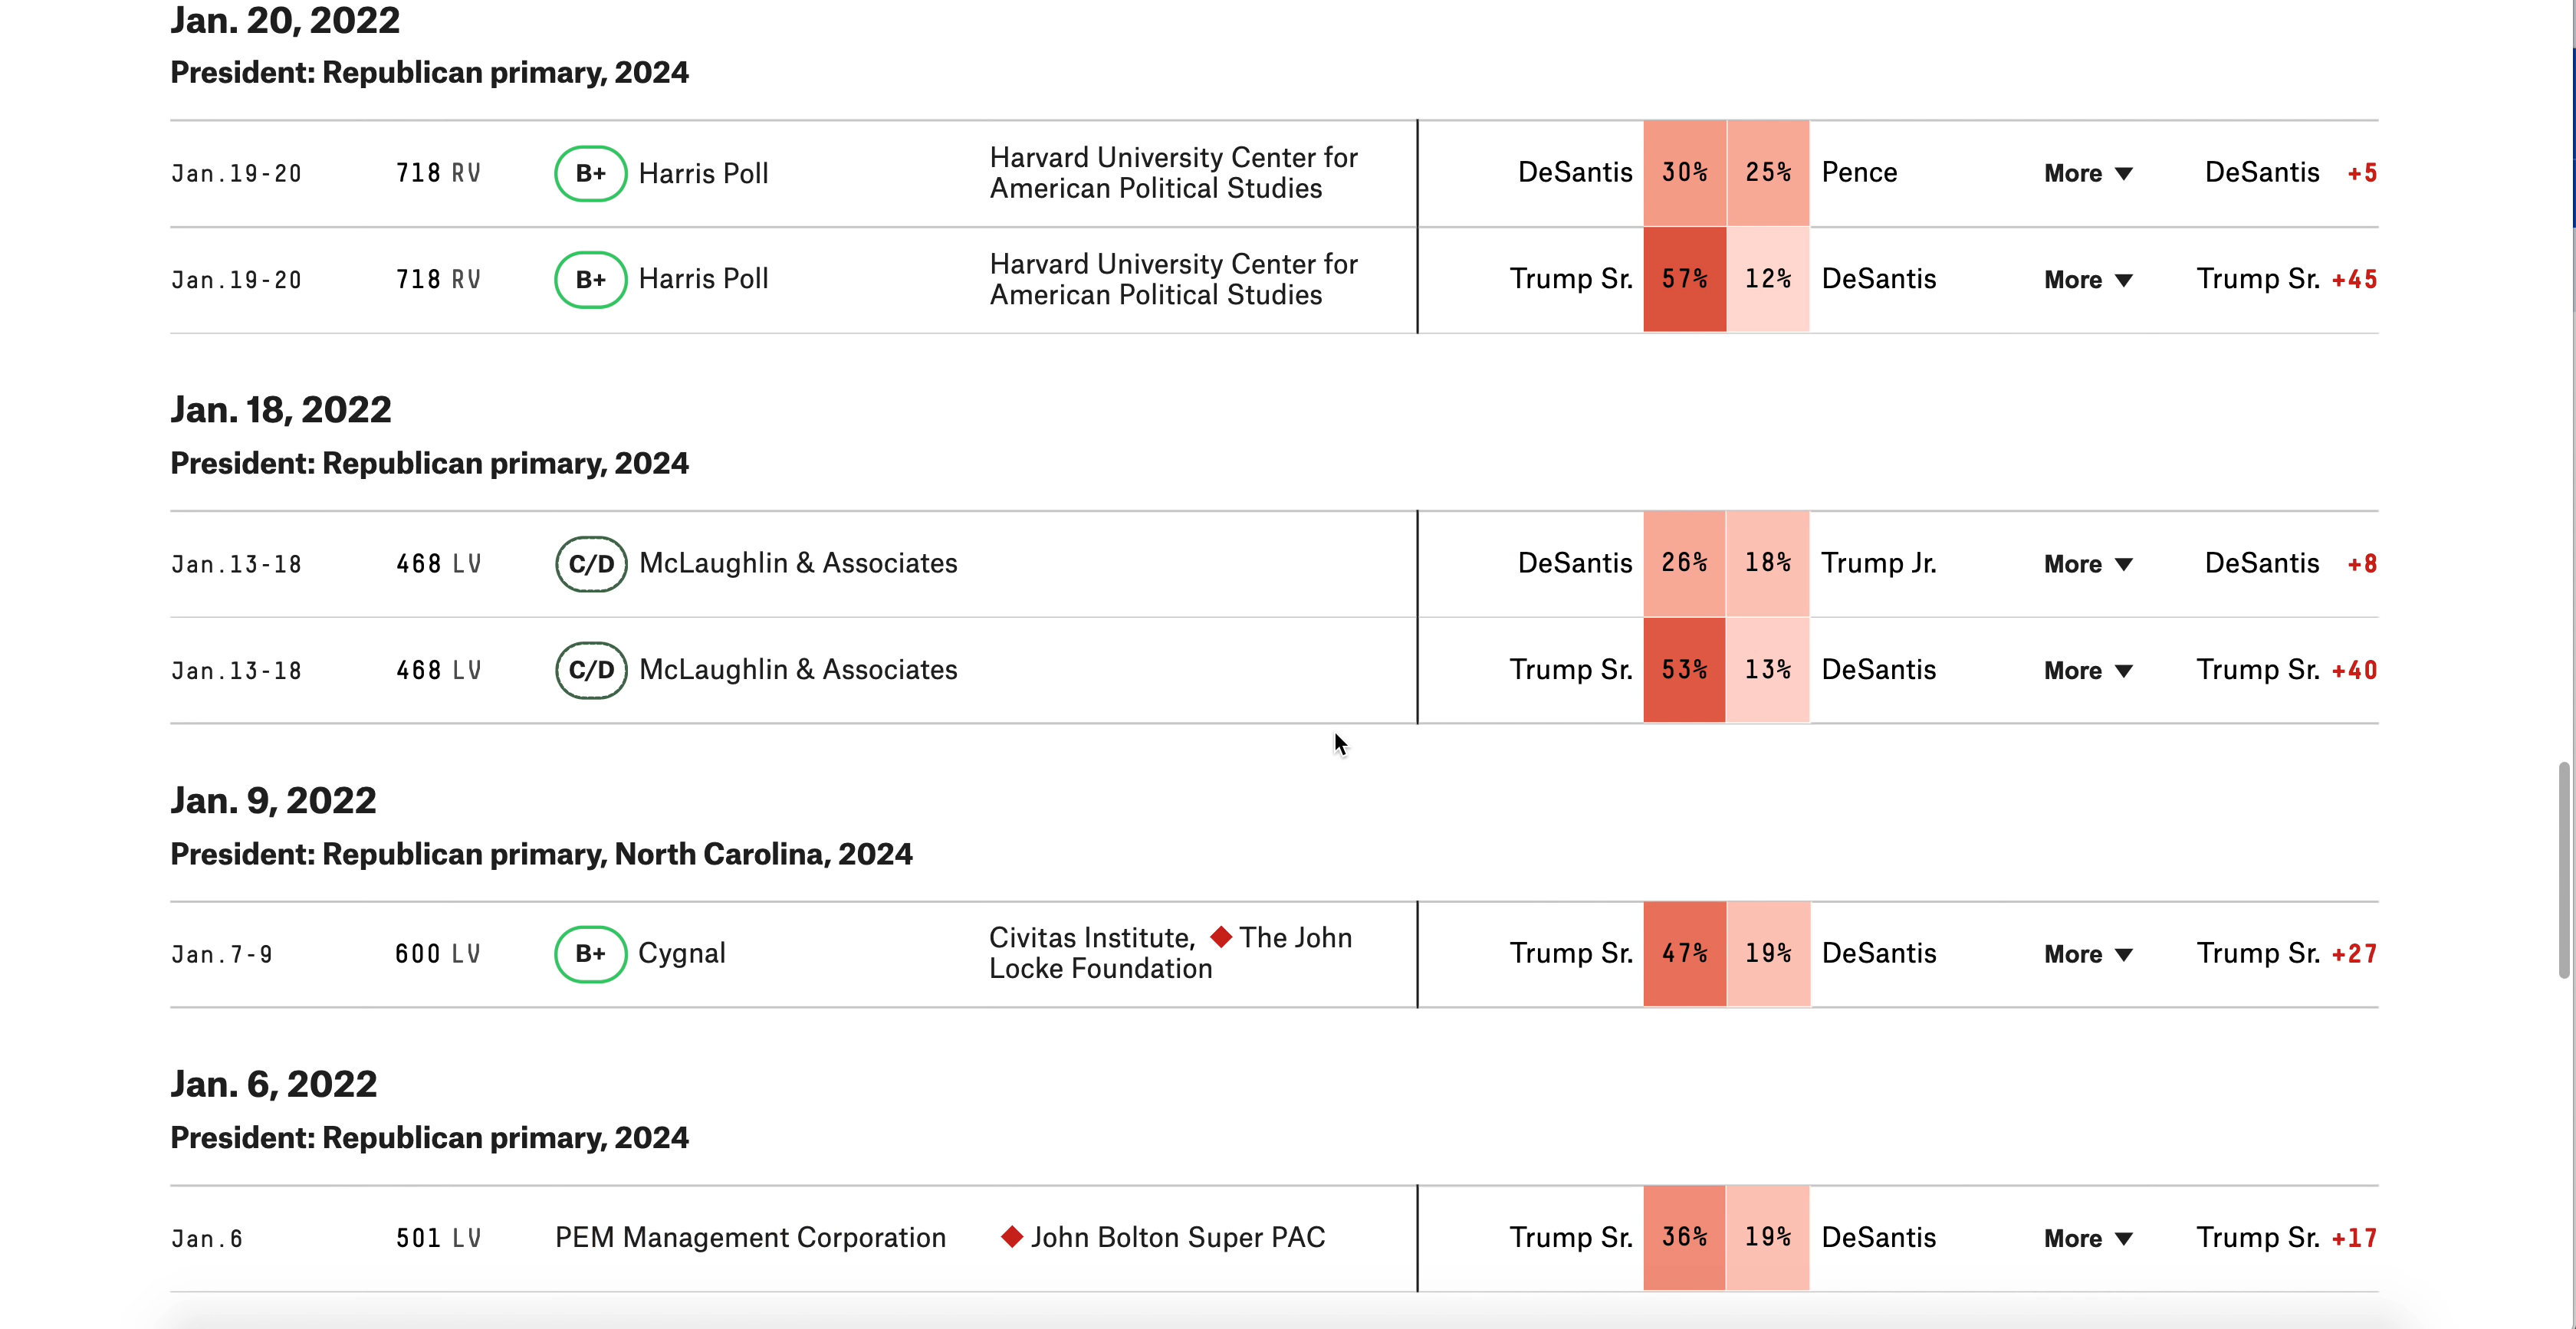 Jan. 20, 2022
President: Republican primary, 2024
Jan.19-20 718 RV B+ Harris Poll Harvard University Center for American Political Studies DeSantis 30% 25% Pence More ▼ DeSantis +5
Jan.19-20 718 RV B+ Harris Poll Harvard University Center for American Political Studies Trump Sr. 57% 12% DeSantis More ▼ Trump Sr. +45
Jan. 18, 2022
President: Republican primary, 2024
Jan.13-18 468 LV C/D McLaughlin & Associates DeSantis 26% 18% Trump Jr. More ▼ DeSantis +8
Jan.13-18 468 LV C/D McLaughlin & Associates Trump Sr. 53% 13% DeSantis More ▼ Trump Sr. +40
Jan. 9, 2022
President: Republican primary, North Carolina, 2024
Jan.7-9 600 LV B+ Cygnal Civitas Institute, ◆ The John Locke Foundation Trump Sr. 47% 19% DeSantis More ▼ Trump Sr. +27
Jan. 6, 2022
President: Republican primary, 2024
Jan.6 501 LV PEM Management Corporation ◆ John Bolton Super PAC Trump Sr. 36% 19% DeSantis More ▼ Trump Sr. +17